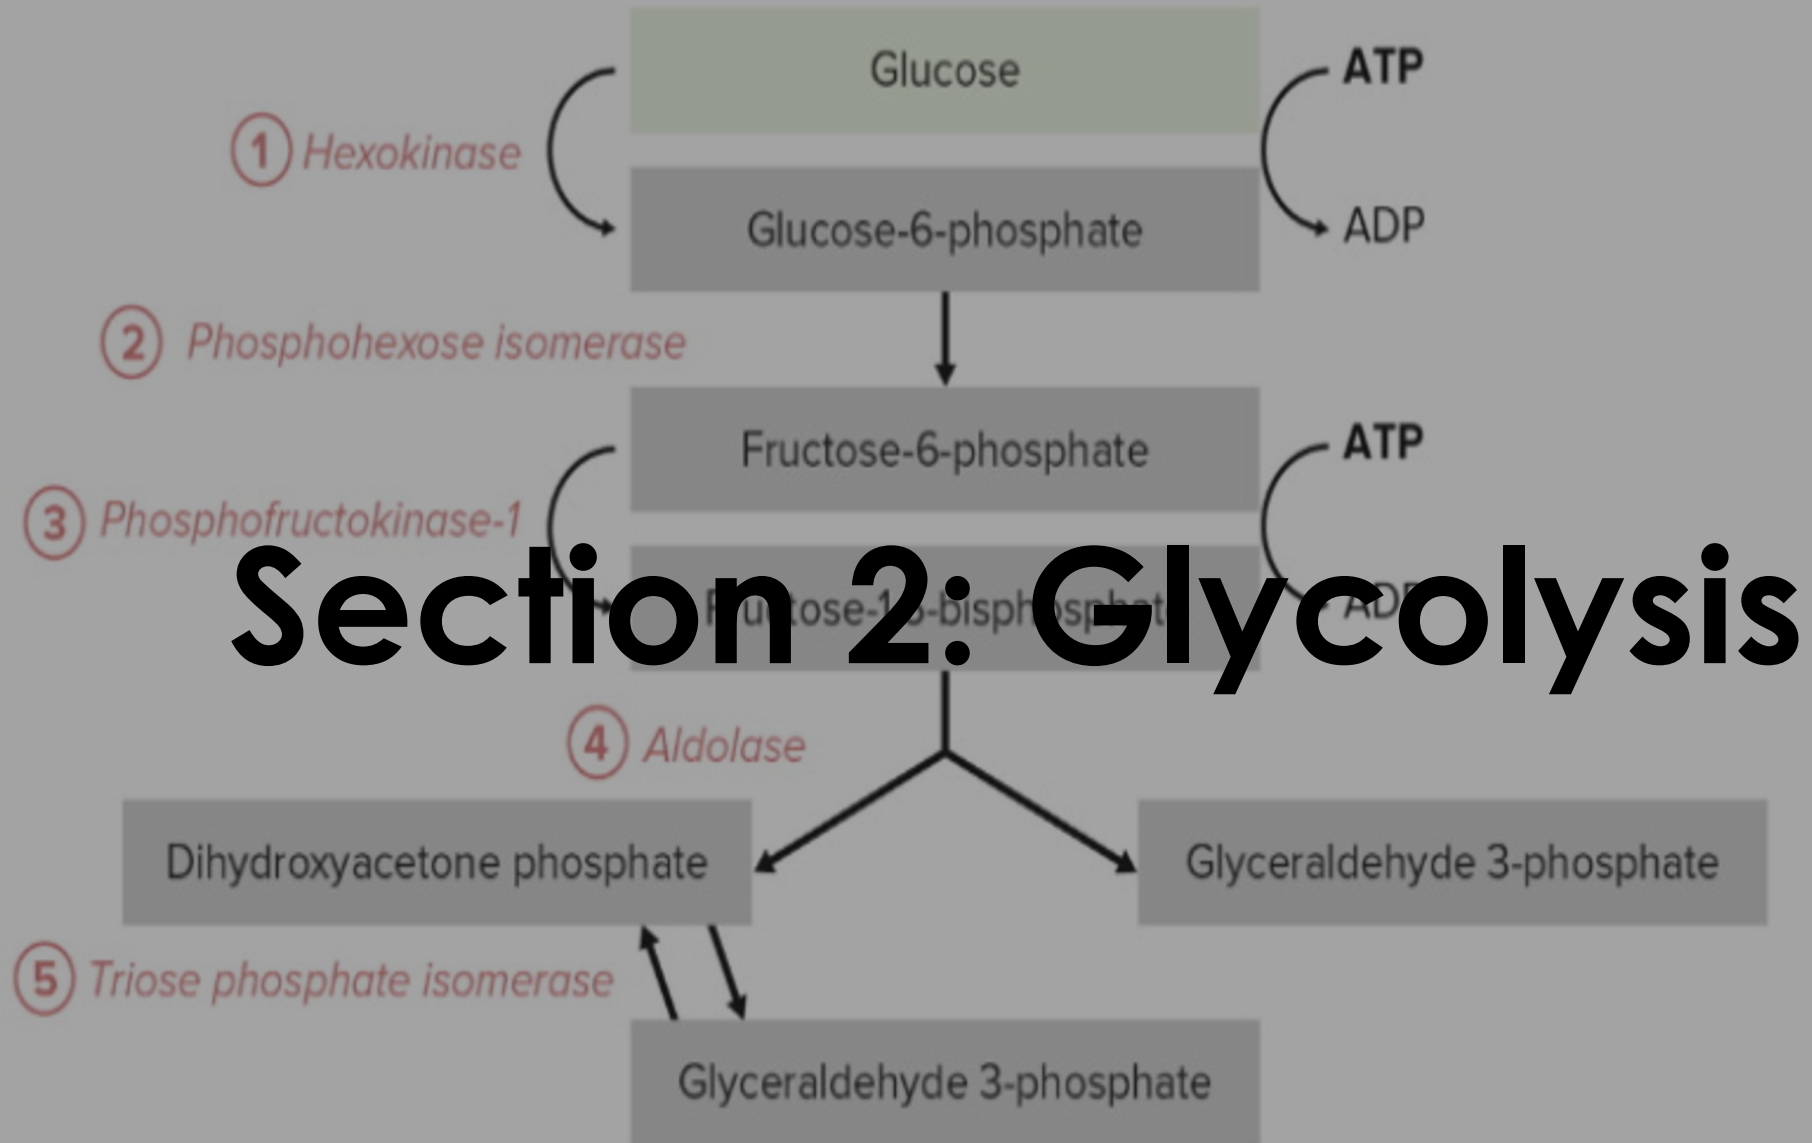 Glucose
ATP
1 Hexokinase
Glucose-6-phosphate
ADP
2 Phosphohexose isomerase
Fructose-6-phosphate
ATP
3 Phosphofructokinase-1
Section 2: Glycolysis
ADP
4 Aldolase
Dihydroxyacetone phosphate
Glyceraldehyde 3-phosphate
5 Triose phosphate isomerase
Glyceraldehyde 3-phosphate